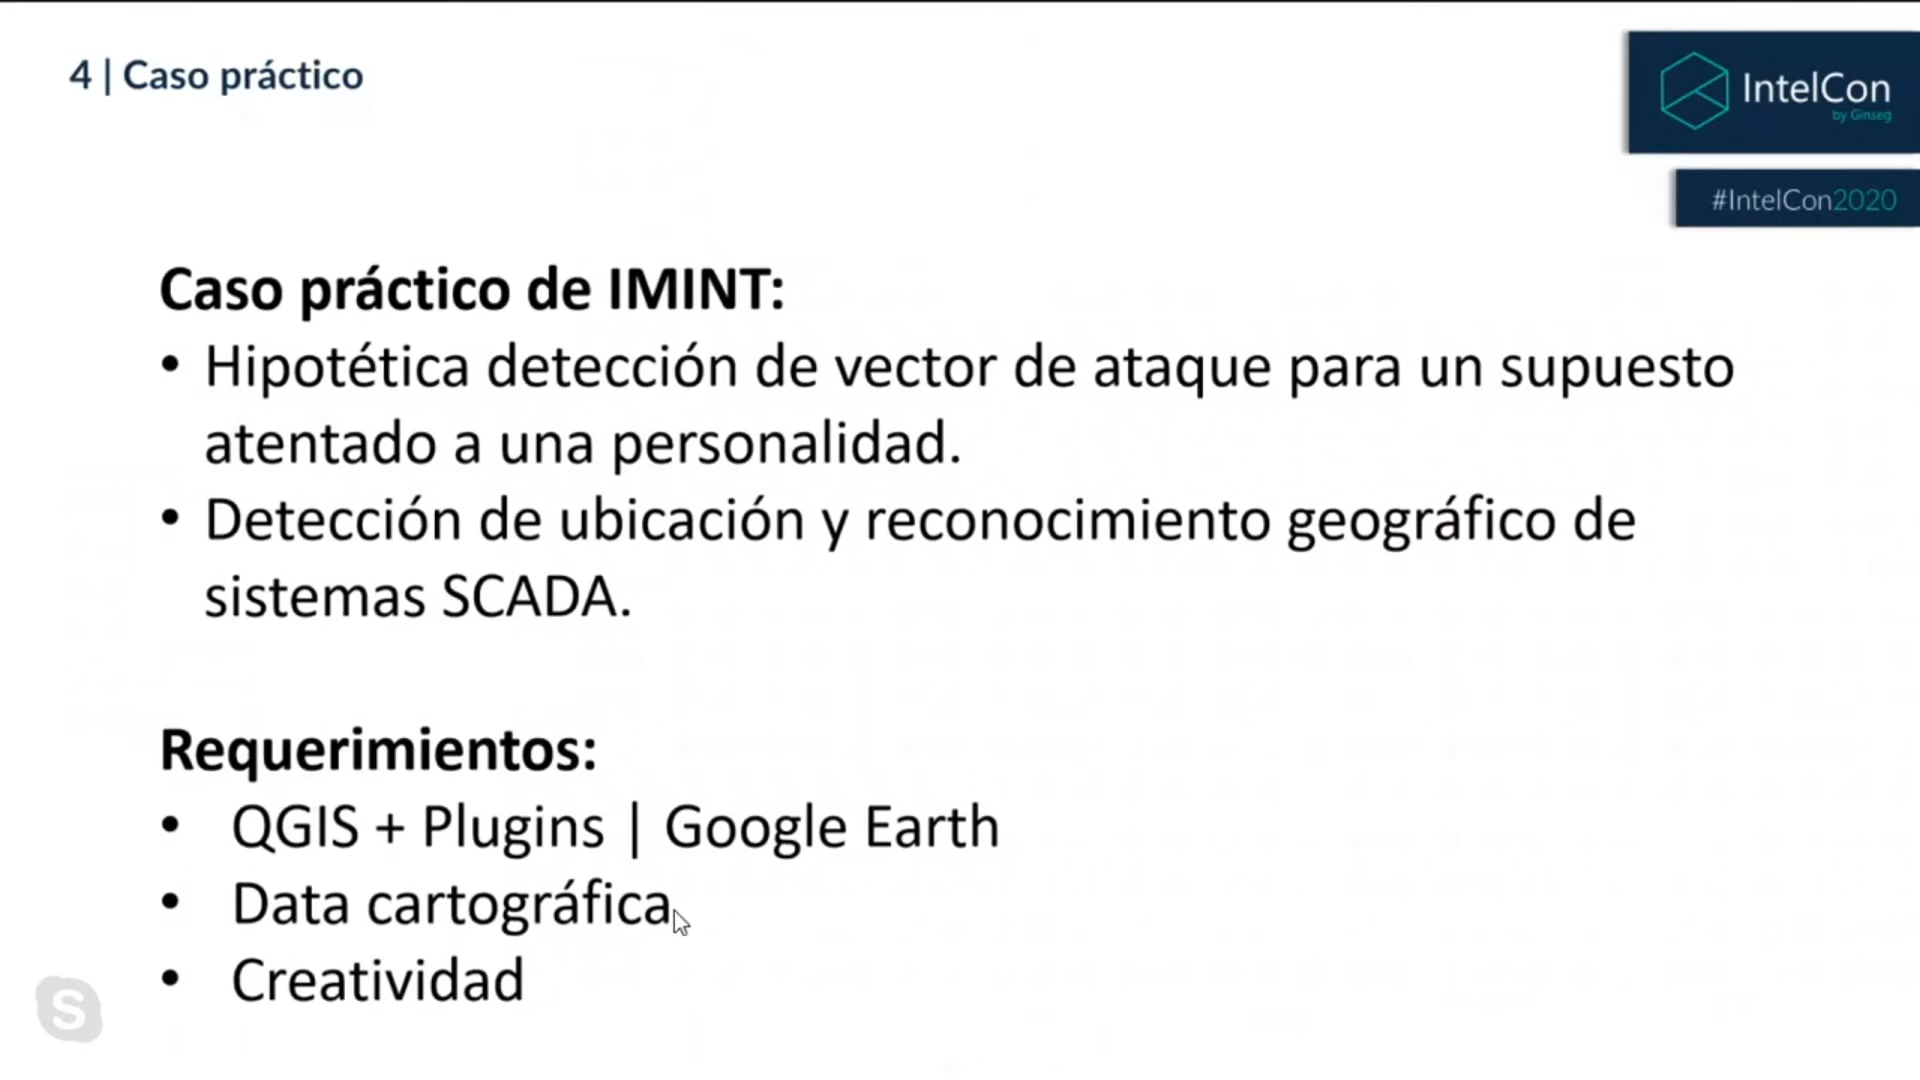 4 | Caso práctico
IntelCon
by Ginseg
#IntelCon2020
Caso práctico de IMINT:
• Hipotética detección de vector de ataque para un supuesto
atentado a una personalidad.
• Detección de ubicación y reconocimiento geográfico de
sistemas SCADA.
Requerimientos:
• QGIS + Plugins | Google Earth
• Data cartográfica
• Creatividad
S